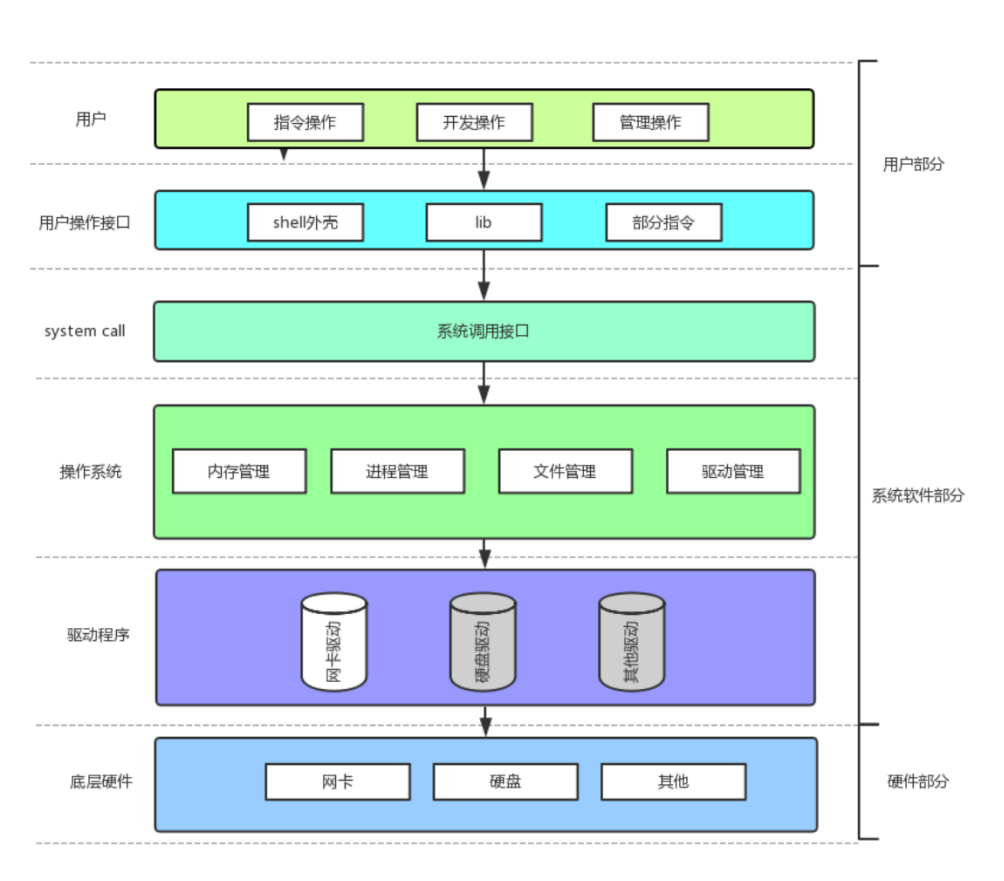 用户
指令操作
开发操作
管理操作
用户部分
用户操作接口
shell外壳
lib
部分指令
system call
系统调用接口
操作系统
内存管理
进程管理
文件管理
驱动管理
系统软件部分
驱动程序
网卡驱动
硬盘驱动
其他驱动
底层硬件
网卡
硬盘
其他
硬件部分